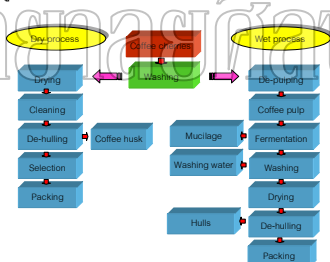 Dry process
Coffee cherries
Wet process
Drying
Washing
De-pulping
Cleaning
Coffee pulp
De-hulling
Coffee husk
Mucilage
Fermentation
Selection
Washing water
Washing
Packing
Drying
Hulls
De-hulling
Packing